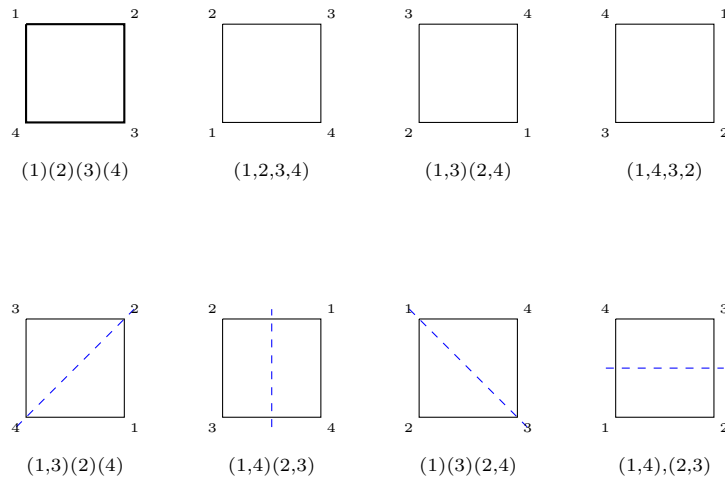 1 2 2 3 3 4 4 1
4 3 1 4 2 1 3 2
(1)(2)(3)(4) (1,2,3,4) (1,3)(2,4) (1,4,3,2)
3 2 2 1 1 4 4 3
4 1 3 4 2 3 1 2
(1,3)(2)(4) (1,4)(2,3) (1)(3)(2,4) (1,4),(2,3)